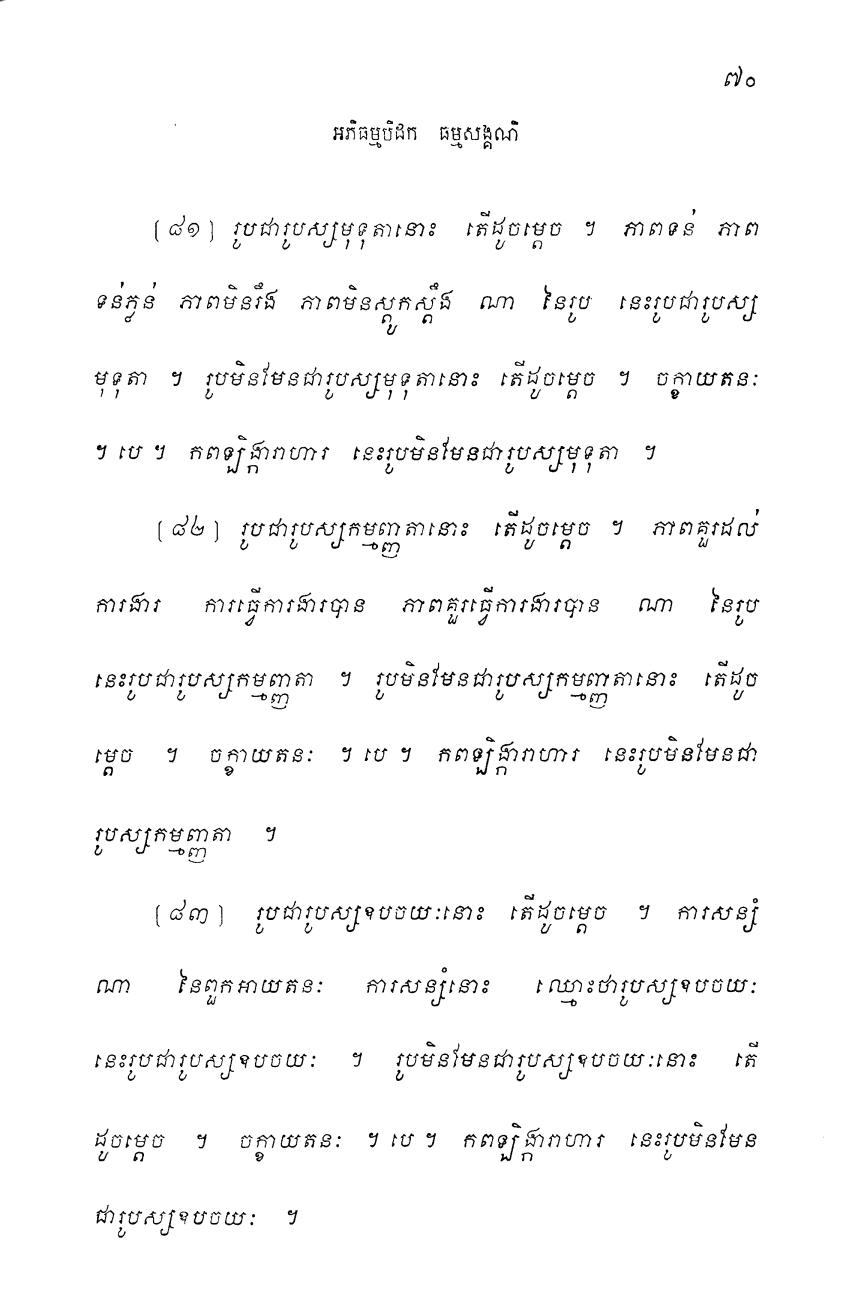 ៧០
អភិធម្មបិដក ធម្មសង្គណី
[៨១] រូបជារូបស្សមុទុតានោះ តើដូចម្តេច ។ ភាពទន់ ភាព
ទន់ភ្លន់ ភាពមិនរឹង ភាពមិនស្តូកស្តឹង ណា នៃរូប នេះរូបជារូបស្ស
មុទុតា ។ រូបមិនមែនជារូបស្សមុទុតានោះ តើដូចម្តេច ។ ចក្ខាយតនៈ
។ បេ ។ កពឡិង្ការាហារ នេះរូបមិនមែនជារូបស្សមុទុតា ។
[៨២] រូបជារូបស្សកម្មញ្ញតានោះ តើដូចម្តេច ។ ភាពគួរដល់
ការងារ ការធ្វើការងារបាន ភាពគួរធ្វើការងារបាន ណា នៃរូប
នេះរូបជារូបស្សកម្មញ្ញតា ។ រូបមិនមែនជារូបស្សកម្មញ្ញតានោះ តើដូច
ម្តេច ។ ចក្ខាយតនៈ ។ បេ ។ កពឡិង្ការាហារ នេះរូបមិនមែនជា
រូបស្សកម្មញ្ញតា ។
[៨៣] រូបជារូបស្សឧបចយៈនោះ តើដូចម្តេច ។ ការសន្សំ
ណា នៃពួកអាយតនៈ ការសន្សំនោះ ឈ្មោះថារូបស្សឧបចយៈ
នេះរូបជារូបស្សឧបចយៈ ។ រូបមិនមែនជារូបស្សឧបចយៈនោះ តើ
ដូចម្តេច ។ ចក្ខាយតនៈ ។ បេ ។ កពឡិង្ការាហារ នេះរូបមិនមែន
ជារូបស្សឧបចយៈ ។